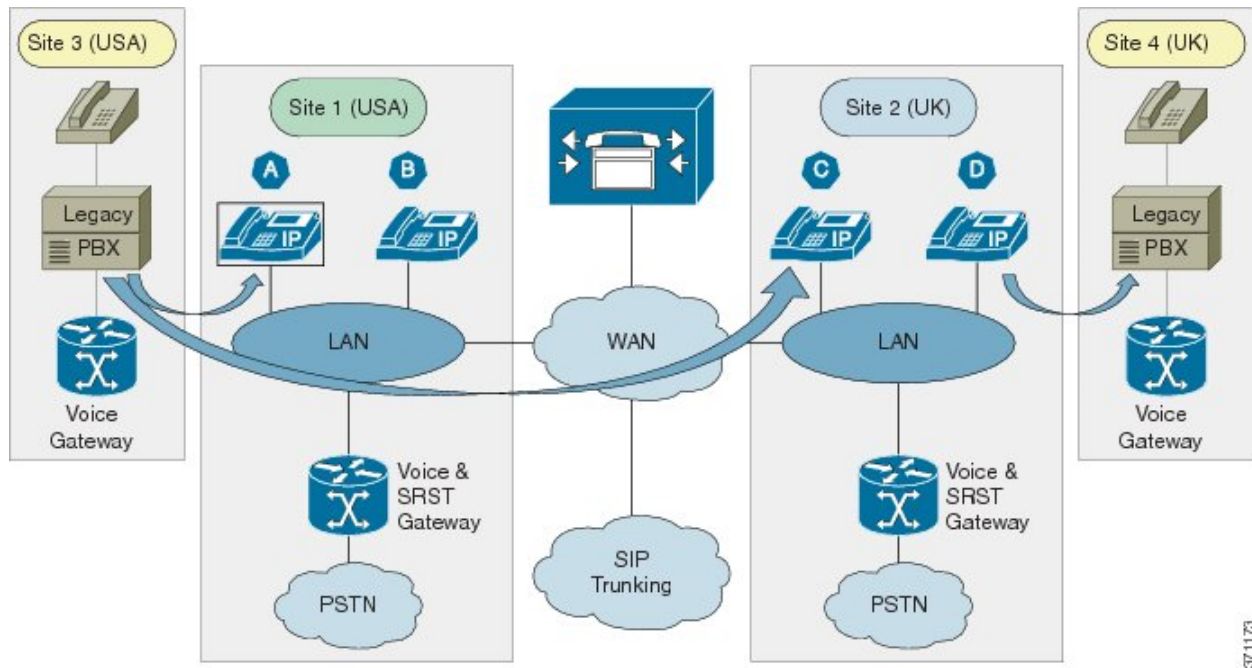 Site 3 (USA)
Legacy
PBX
Voice
Gateway
Site 1 (USA)
A
B
IP
IP
LAN
Voice &
SRST
Gateway
PSTN
WAN
SIP
Trunking
Site 2 (UK)
C
D
IP
IP
LAN
Voice &
SRST
Gateway
PSTN
Site 4 (UK)
Legacy
PBX
Voice
Gateway
371173